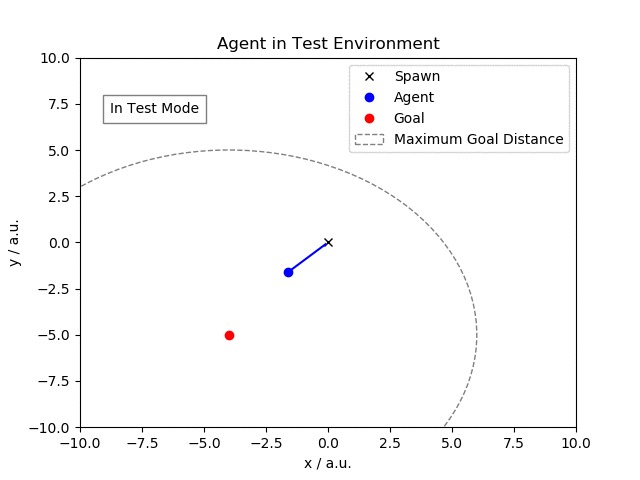 Agent in Test Environment
In Test Mode
Spawn
Agent
Goal
Maximum Goal Distance
10.0
7.5
5.0
2.5
0.0
−2.5
−5.0
−7.5
−10.0
y / a.u.
−10.0 −7.5 −5.0 −2.5 0.0 2.5 5.0 7.5 10.0
x / a.u.